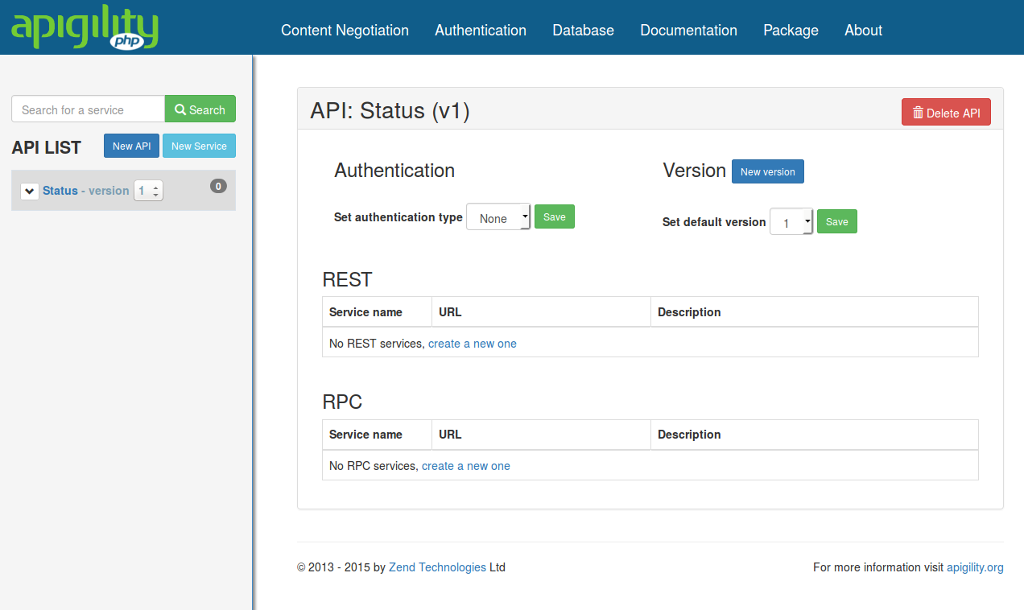 apigility
php
Content Negotiation Authentication Database Documentation Package About
Search for a service Search
API LIST New API New Service
Status - version 1 0
API: Status (v1) Delete API
Authentication
Set authentication type None Save
Version New version
Set default version 1 Save
REST
Service name URL Description
No REST services, create a new one
RPC
Service name URL Description
No RPC services, create a new one
© 2013 - 2015 by Zend Technologies Ltd
For more information visit apigility.org